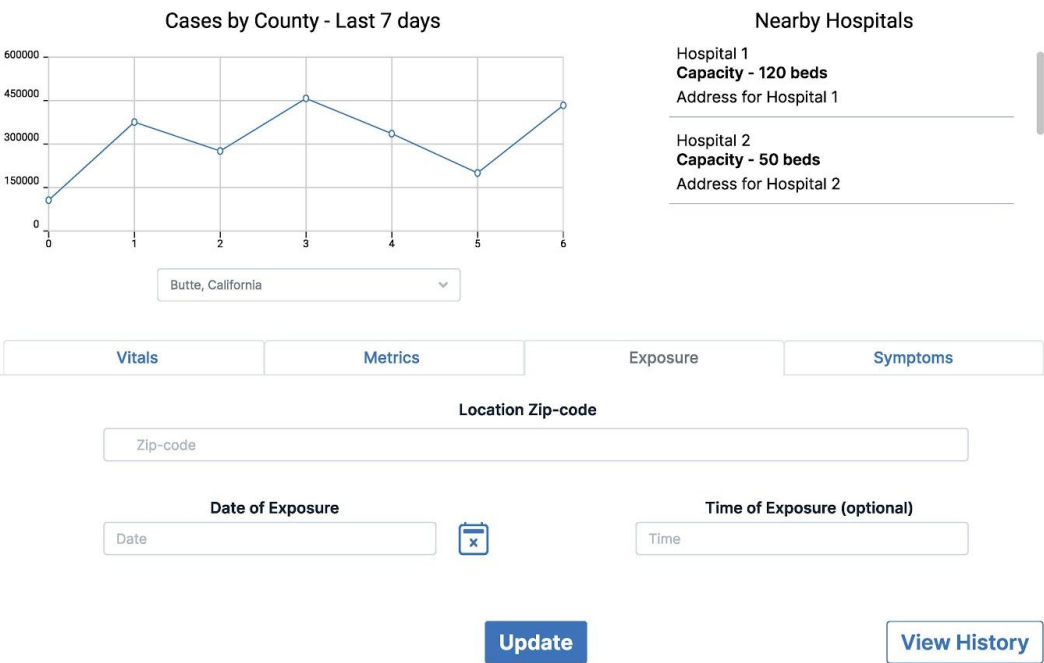 Cases by County - Last 7 days
600000
450000
300000
150000
0
0 1 2 3 4 5 6
Butte, California
Nearby Hospitals
Hospital 1
Capacity - 120 beds
Address for Hospital 1
Hospital 2
Capacity - 50 beds
Address for Hospital 2
Vitals Metrics Exposure Symptoms
Location Zip-code
Zip-code
Date of Exposure Time of Exposure (optional)
Date Time
Update View History